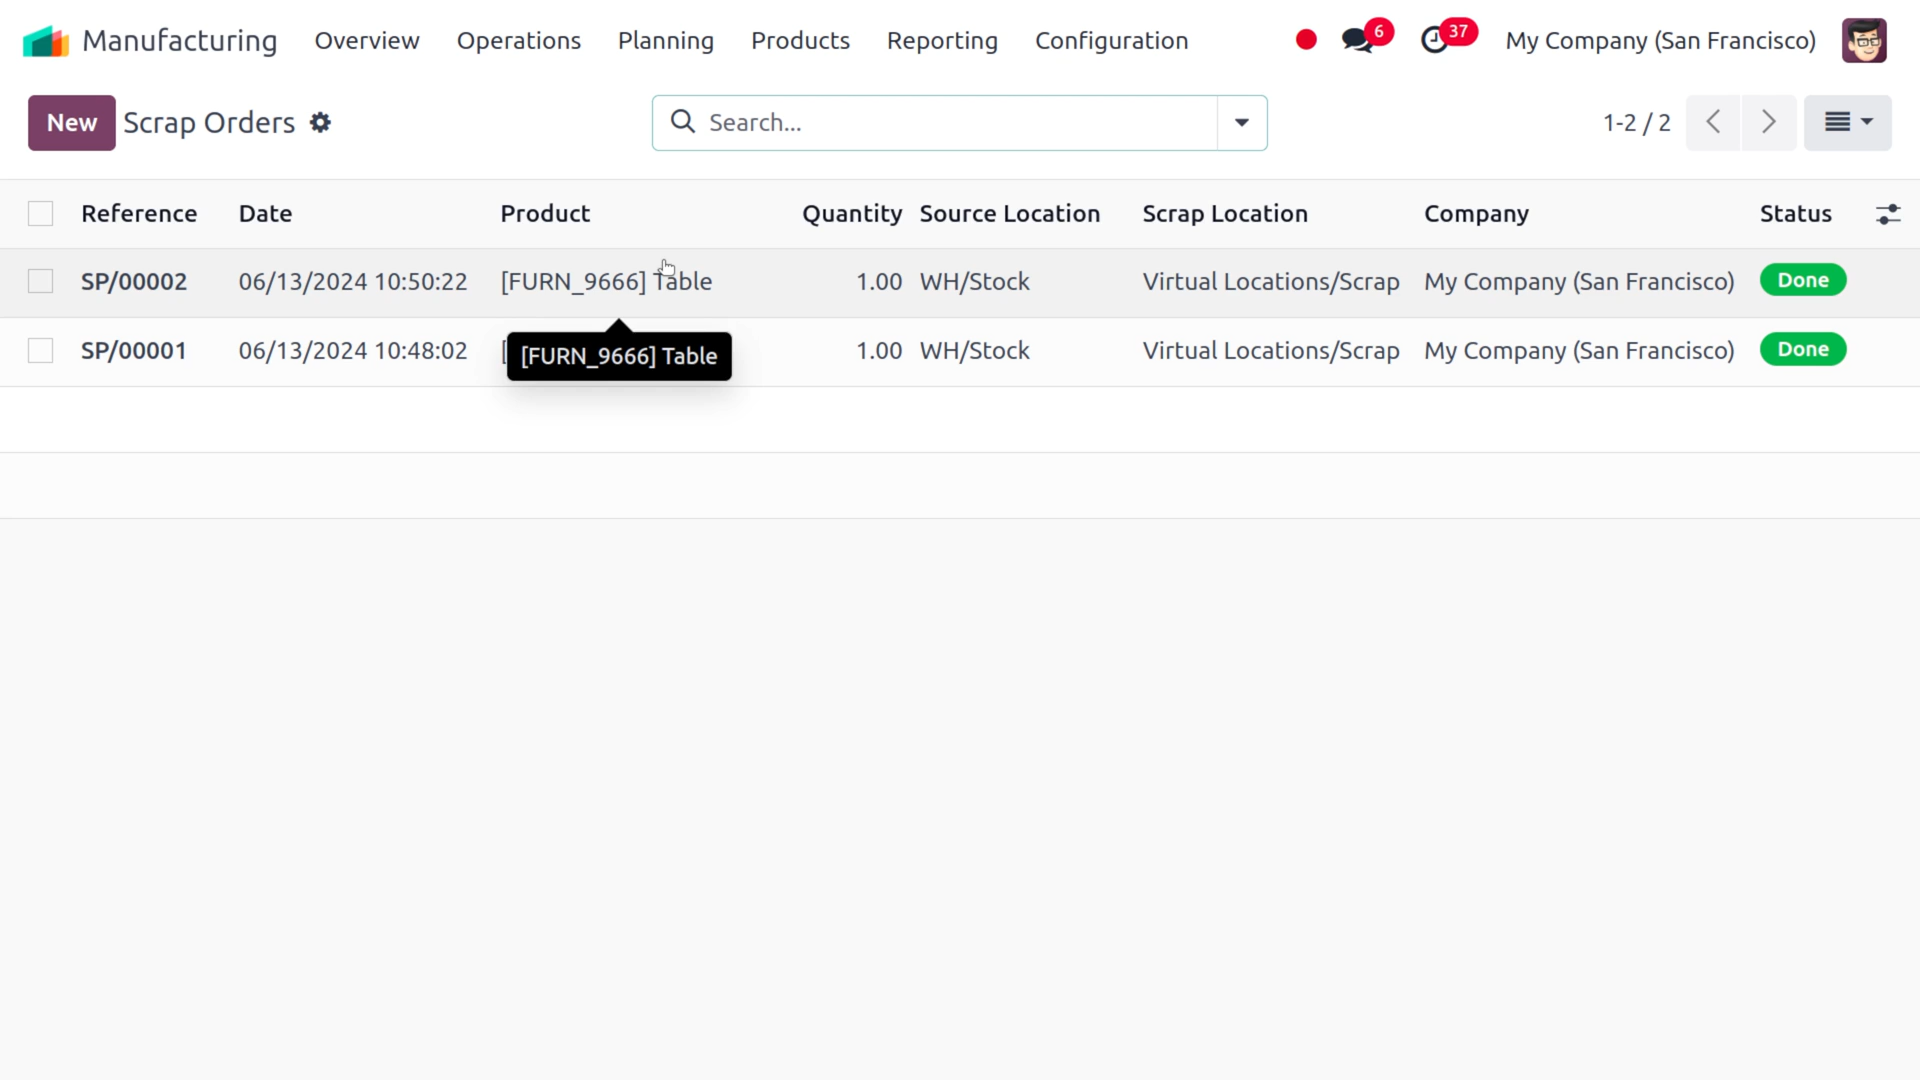 Manufacturing Overview Operations Planning Products Reporting Configuration 6 37 My Company (San Francisco)
New Scrap Orders Search... 1-2 / 2
Reference Date Product Quantity Source Location Scrap Location Company Status
SP/00002 06/13/2024 10:50:22 [FURN_9666] Table 1.00 WH/Stock Virtual Locations/Scrap My Company (San Francisco) Done
SP/00001 06/13/2024 10:48:02 [ 1.00 WH/Stock Virtual Locations/Scrap My Company (San Francisco) Done
[FURN_9666] Table